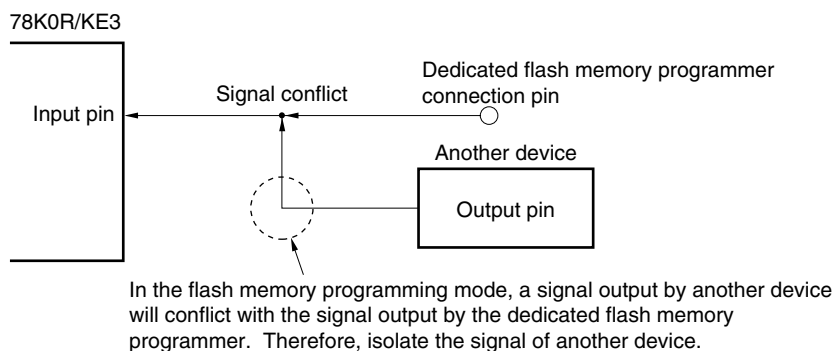 78K0R/KE3
Dedicated flash memory programmer
connection pin
Signal conflict
Input pin
Another device
Output pin
In the flash memory programming mode, a signal output by another device
will conflict with the signal output by the dedicated flash memory
programmer.  Therefore, isolate the signal of another device.